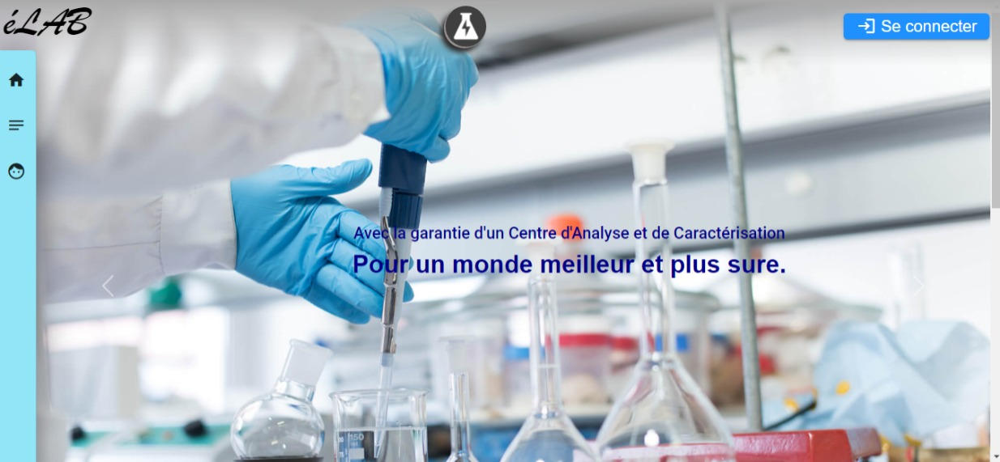 éLAB
Se connecter
Avec la garantie d'un Centre d'Analyse et de Caractérisation
Pour un monde meilleur et plus sure.
150